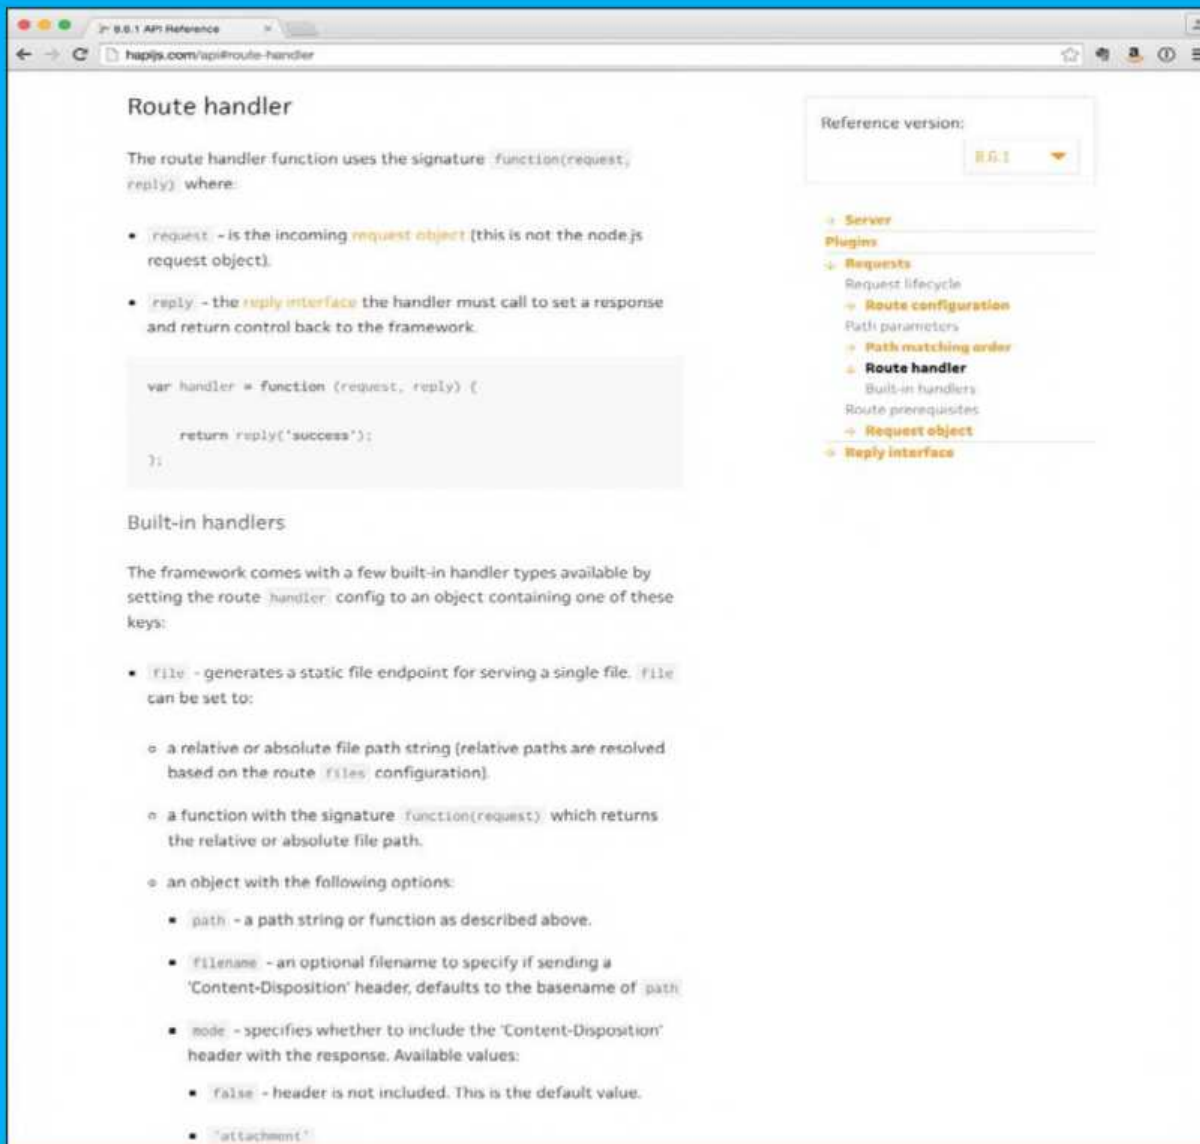 8.6.1 API Reference
hapijs.com/api#route-handler
Route handler
The route handler function uses the signature function(request,
reply) where:
• request - is the incoming request object (this is not the node.js
request object).
• reply - the reply interface the handler must call to set a response
and return control back to the framework.
var handler = function (request, reply) {
return reply('success');
};
Built-in handlers
The framework comes with a few built-in handler types available by
setting the route handler config to an object containing one of these
keys:
• file - generates a static file endpoint for serving a single file. file
can be set to:
a relative or absolute file path string (relative paths are resolved
based on the route files configuration).
a function with the signature function(request) which returns
the relative or absolute file path.
an object with the following options:
path - a path string or function as described above.
filename - an optional filename to specify if sending a
'Content-Disposition' header, defaults to the basename of path
mode - specifies whether to include the 'Content-Disposition'
header with the response. Available values:
false - header is not included. This is the default value.
'attachment'
Reference version:
8.6.1
Server
Plugins
Requests
Request lifecycle
Route configuration
Path parameters
Path matching order
Route handler
Built-in handlers
Route prerequisites
Request object
Reply interface